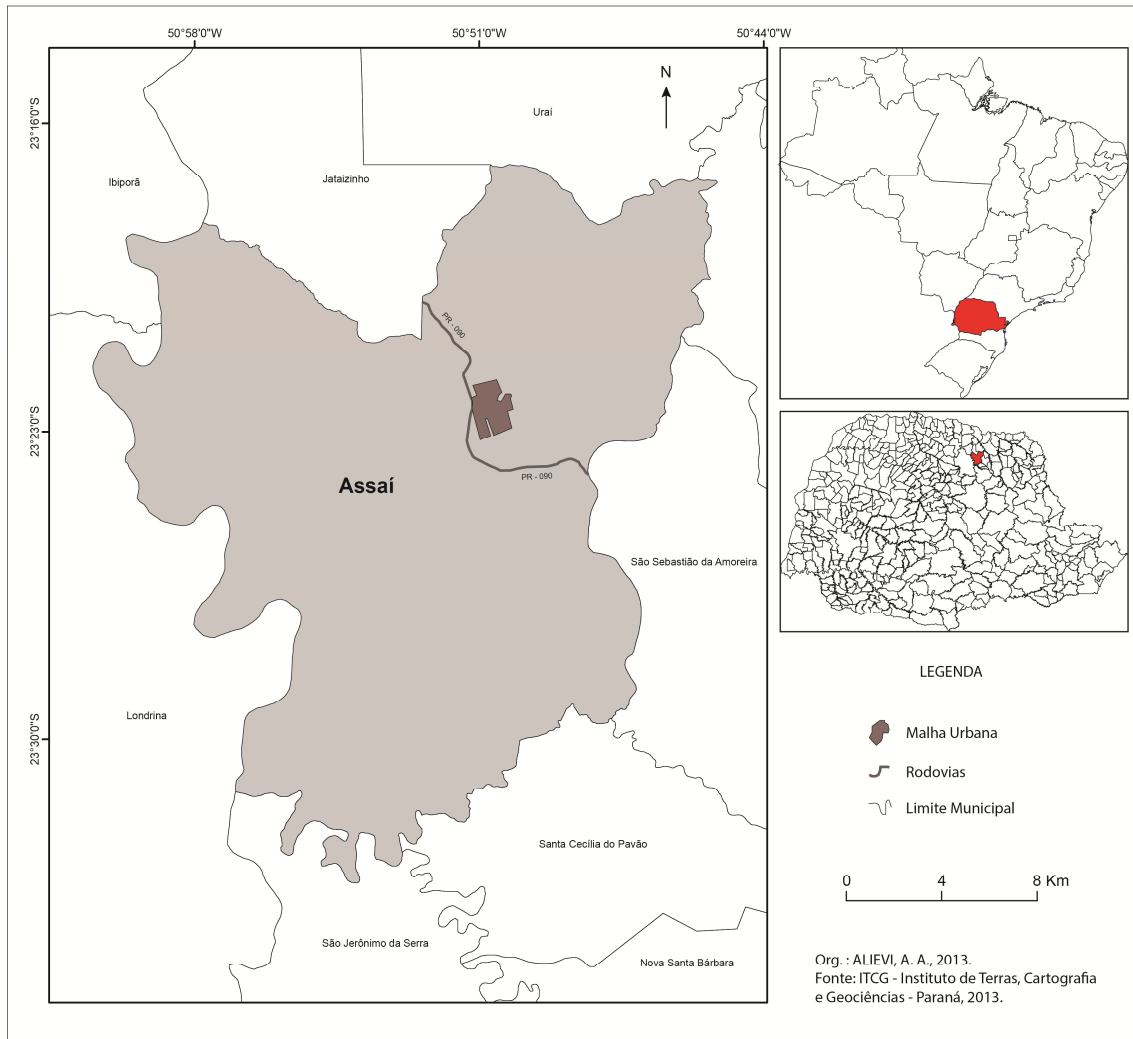 50°58'0"W
50°51'0"W
50°44'0"W
N
23°16'0"S
Uraí
Ibiporã
Jataizinho
PR - 090
23°23'0"S
PR - 090
Assaí
São Sebastião da Amoreira
Londrina
23°30'0"S
Santa Cecília do Pavão
São Jerônimo da Serra
Nova Santa Bárbara
LEGENDA
Malha Urbana
Rodovias
Limite Municipal
0 4 8 Km
Org. : ALIEVI, A. A., 2013.
Fonte: ITCG - Instituto de Terras, Cartografia
e Geociências - Paraná, 2013.